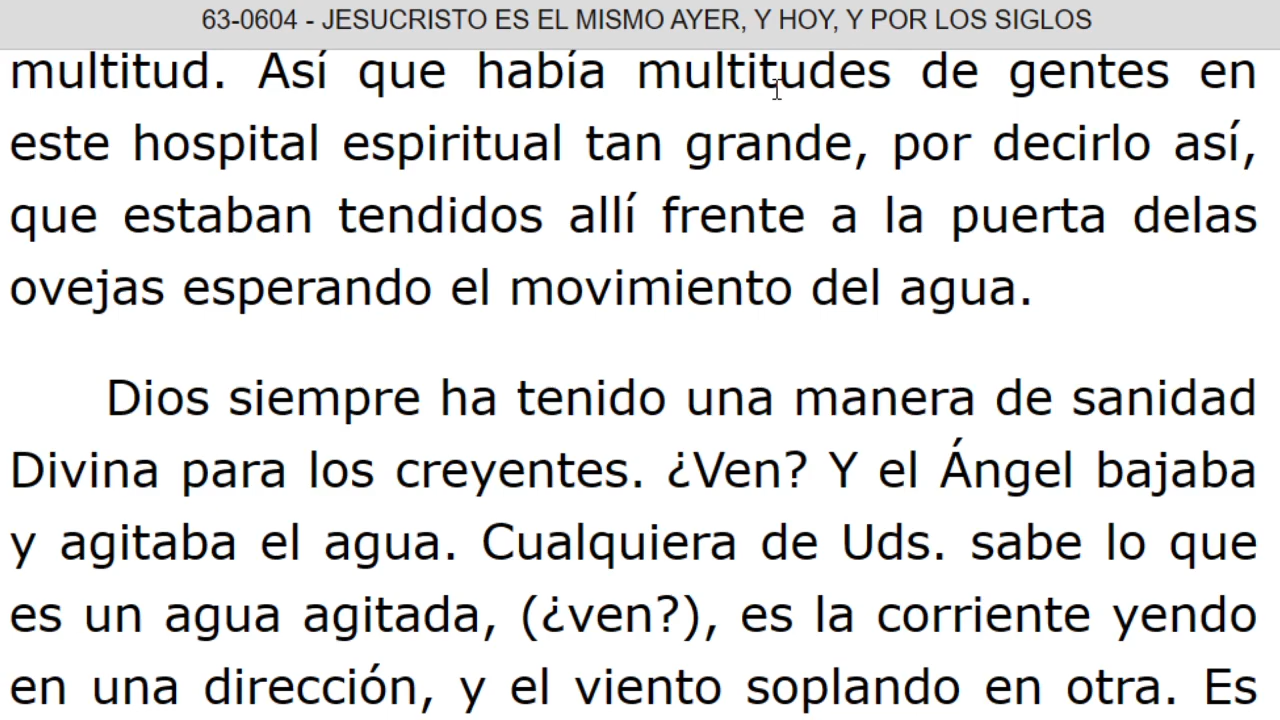 63-0604 - JESUCRISTO ES EL MISMO AYER, Y HOY, Y POR LOS SIGLOS
multitud. Así que había multitudes de gentes en
este hospital espiritual tan grande, por decirlo así,
que estaban tendidos allí frente a la puerta delas
ovejas esperando el movimiento del agua.
Dios siempre ha tenido una manera de sanidad
Divina para los creyentes. ¿Ven? Y el Ángel bajaba
y agitaba el agua. Cualquiera de Uds. sabe lo que
es un agua agitada, (¿ven?), es la corriente yendo
en una dirección, y el viento soplando en otra. Es